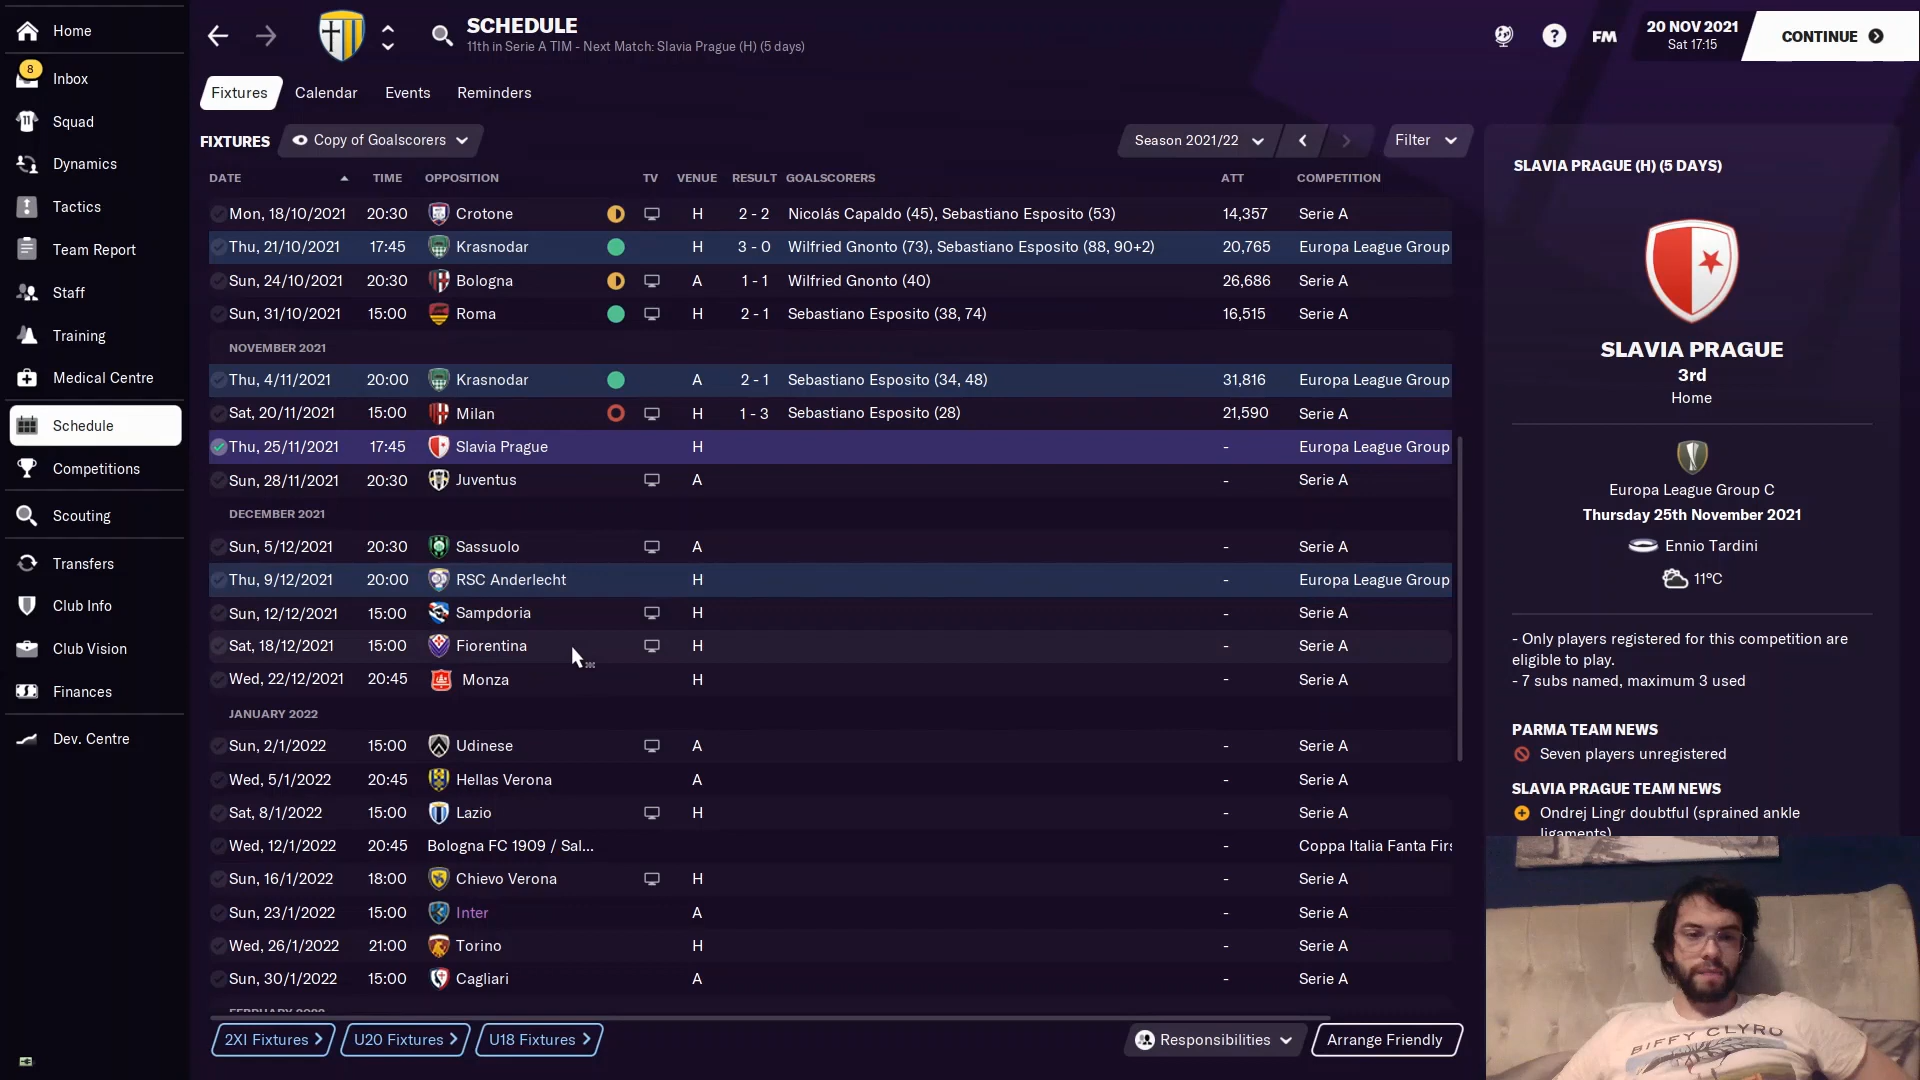 Home
8
Inbox
Squad
Dynamics
Tactics
Team Report
Staff
Training
Medical Centre
Schedule
Competitions
Scouting
Transfers
Club Info
Club Vision
Finances
Dev. Centre
SCHEDULE
11th in Serie A TIM - Next Match: Slavia Prague (H) (5 days)
? FM
20 NOV 2021
Sat 17:15
CONTINUE
Fixtures Calendar Events Reminders
FIXTURES Copy of Goalscorers Season 2021/22 Filter
DATE TIME OPPOSITION TV VENUE RESULT GOALSCORERS ATT COMPETITION
Mon, 18/10/2021 20:30 Crotone H 2 - 2 Nicolás Capaldo (45), Sebastiano Esposito (53) 14,357 Serie A
Thu, 21/10/2021 17:45 Krasnodar H 3 - 0 Wilfried Gnonto (73), Sebastiano Esposito (88, 90+2) 20,765 Europa League Group
Sun, 24/10/2021 20:30 Bologna A 1 - 1 Wilfried Gnonto (40) 26,686 Serie A
Sun, 31/10/2021 15:00 Roma H 2 - 1 Sebastiano Esposito (38, 74) 16,515 Serie A
NOVEMBER 2021
Thu, 4/11/2021 20:00 Krasnodar A 2 - 1 Sebastiano Esposito (34, 48) 31,816 Europa League Group
Sat, 20/11/2021 15:00 Milan H 1 - 3 Sebastiano Esposito (28) 21,590 Serie A
Thu, 25/11/2021 17:45 Slavia Prague H - Europa League Group
Sun, 28/11/2021 20:30 Juventus A - Serie A
DECEMBER 2021
Sun, 5/12/2021 20:30 Sassuolo A - Serie A
Thu, 9/12/2021 20:00 RSC Anderlecht H - Europa League Group
Sun, 12/12/2021 15:00 Sampdoria H - Serie A
Sat, 18/12/2021 15:00 Fiorentina H - Serie A
Wed, 22/12/2021 20:45 Monza H - Serie A
JANUARY 2022
Sun, 2/1/2022 15:00 Udinese A - Serie A
Wed, 5/1/2022 20:45 Hellas Verona A - Serie A
Sat, 8/1/2022 15:00 Lazio H - Serie A
Wed, 12/1/2022 20:45 Bologna FC 1909 / Sal... - Coppa Italia Fanta Firs
Sun, 16/1/2022 18:00 Chievo Verona H - Serie A
Sun, 23/1/2022 15:00 Inter A - Serie A
Wed, 26/1/2022 21:00 Torino H - Serie A
Sun, 30/1/2022 15:00 Cagliari A - Serie A
FEBRUARY 2022
2XI Fixtures U20 Fixtures U18 Fixtures Responsibilities Arrange Friendly
SLAVIA PRAGUE (H) (5 DAYS)
SLAVIA PRAGUE
3rd
Home
Europa League Group C
Thursday 25th November 2021
Ennio Tardini
11°C
- Only players registered for this competition are
eligible to play.
- 7 subs named, maximum 3 used
PARMA TEAM NEWS
Seven players unregistered
SLAVIA PRAGUE TEAM NEWS
Ondrej Lingr doubtful (sprained ankle
ligaments)
BIFFY CLYRO